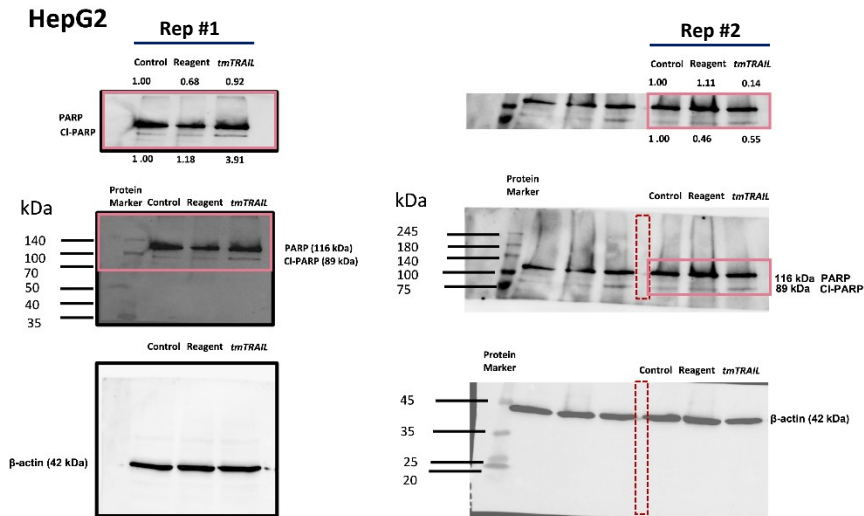 HepG2
Rep #1
Control Reagent tmTRAIL
1.00 0.68 0.92
PARP
Cl-PARP
1.00 1.18 3.91
Protein
Marker Control Reagent tmTRAIL
kDa
140
100
70
50
40
35
PARP (116 kDa)
Cl-PARP (89 kDa)
Control Reagent tmTRAIL
β-actin (42 kDa)
Rep #2
Control Reagent tmTRAIL
1.00 1.11 0.14
1.00 0.46 0.55
Protein
Marker
Control Reagent tmTRAIL
kDa
245
180
140
100
75
116 kDa PARP
89 kDa Cl-PARP
Protein
Marker
Control Reagent tmTRAIL
45
35
25
20
β-actin (42 kDa)